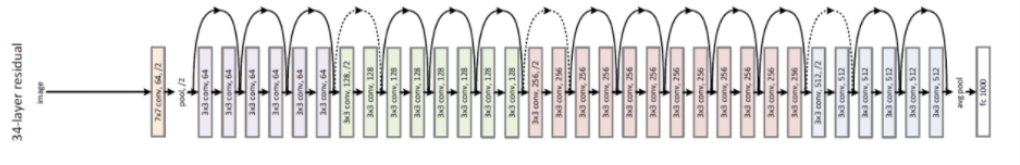 34-layer residual
image
7x7 conv, 64, /2
pool, /2
3x3 conv, 64
3x3 conv, 64
3x3 conv, 64
3x3 conv, 64
3x3 conv, 64
3x3 conv, 64
3x3 conv, 128, /2
3x3 conv, 128
3x3 conv, 128
3x3 conv, 128
3x3 conv, 128
3x3 conv, 128
3x3 conv, 128
3x3 conv, 128
3x3 conv, 256, /2
3x3 conv, 256
3x3 conv, 256
3x3 conv, 256
3x3 conv, 256
3x3 conv, 256
3x3 conv, 256
3x3 conv, 256
3x3 conv, 256
3x3 conv, 256
3x3 conv, 256
3x3 conv, 256
3x3 conv, 512, /2
3x3 conv, 512
3x3 conv, 512
3x3 conv, 512
3x3 conv, 512
3x3 conv, 512
avg pool
fc 1000